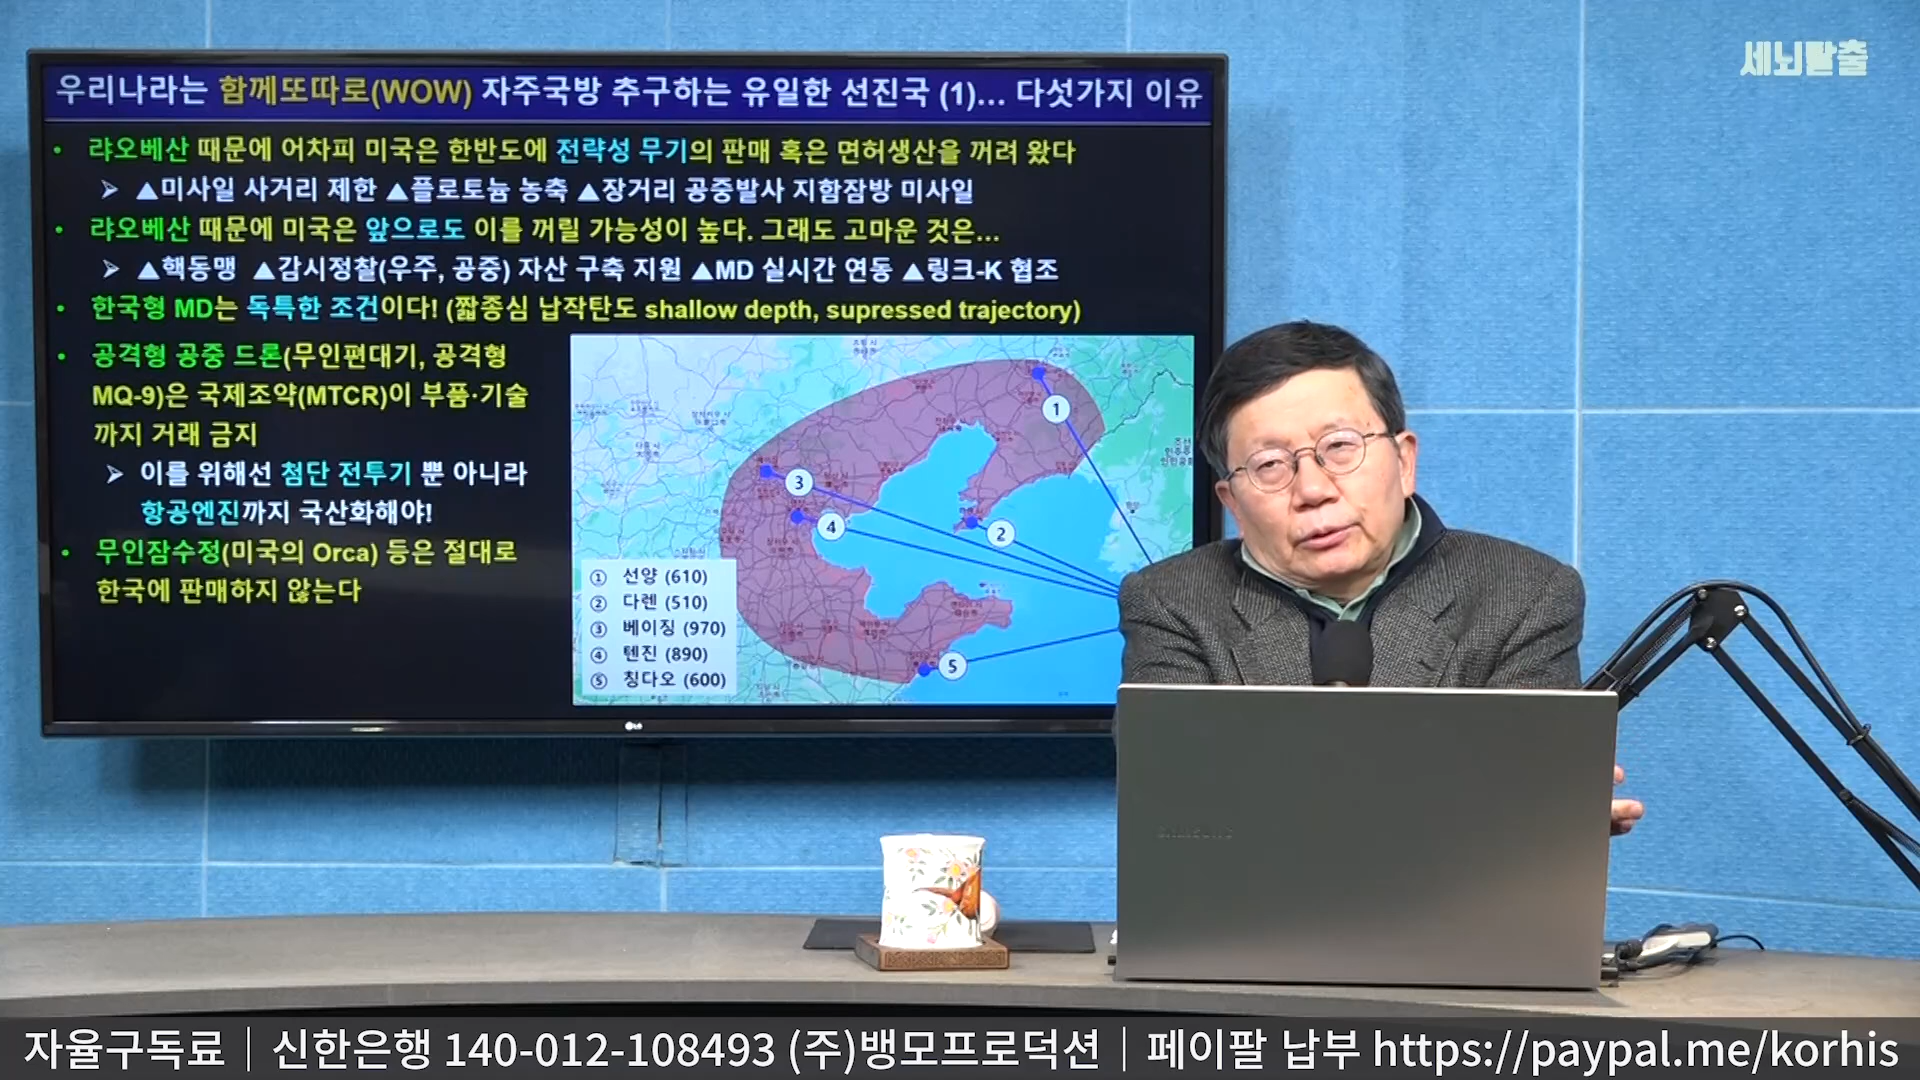 세뇌탈출
우리나라는 함께또따로(WOW) 자주국방 추구하는 유일한 선진국 (1)... 다섯가지 이유
• 랴오베산 때문에 어차피 미국은 한반도에 전략성 무기의 판매 혹은 면허생산을 꺼려 왔다
➢ ▲미사일 사거리 제한 ▲플로토늄 농축 ▲장거리 공중발사 지함잠방 미사일
• 랴오베산 때문에 미국은 앞으로도 이를 꺼릴 가능성이 높다. 그래도 고마운 것은...
➢ ▲핵동맹 ▲감시정찰(우주, 공중) 자산 구축 지원 ▲MD 실시간 연동 ▲링크-K 협조
• 한국형 MD는 독특한 조건이다! (짧종심 납작탄도 shallow depth, supressed trajectory)
• 공격형 공중 드론(무인편대기, 공격형
MQ-9)은 국제조약(MTCR)이 부품·기술
까지 거래 금지
➢ 이를 위해선 첨단 전투기 뿐 아니라
항공엔진까지 국산화해야!
• 무인잠수정(미국의 Orca) 등은 절대로
한국에 판매하지 않는다
1
3
4
2
5
① 선양 (610)
② 다렌 (510)
③ 베이징 (970)
④ 텐진 (890)
⑤ 칭다오 (600)
LG
SAMSUNG
자율구독료｜신한은행 140-012-108493 (주)뱅모프로덕션｜페이팔 납부 https://paypal.me/korhis